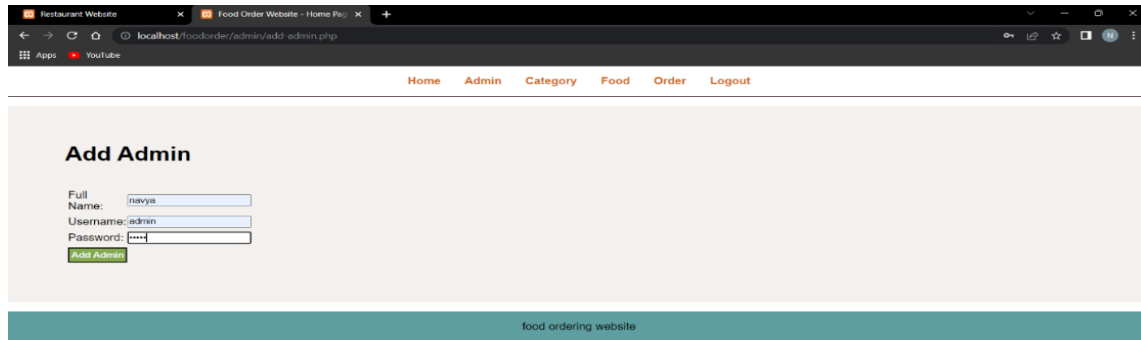 Restaurant Website
Food Order Website - Home Pag
localhost/foodorder/admin/add-admin.php
N
Apps YouTube
Home Admin Category Food Order Logout
Add Admin
Full
Name: navya
Username: admin
Password: •••••
Add Admin
food ordering website